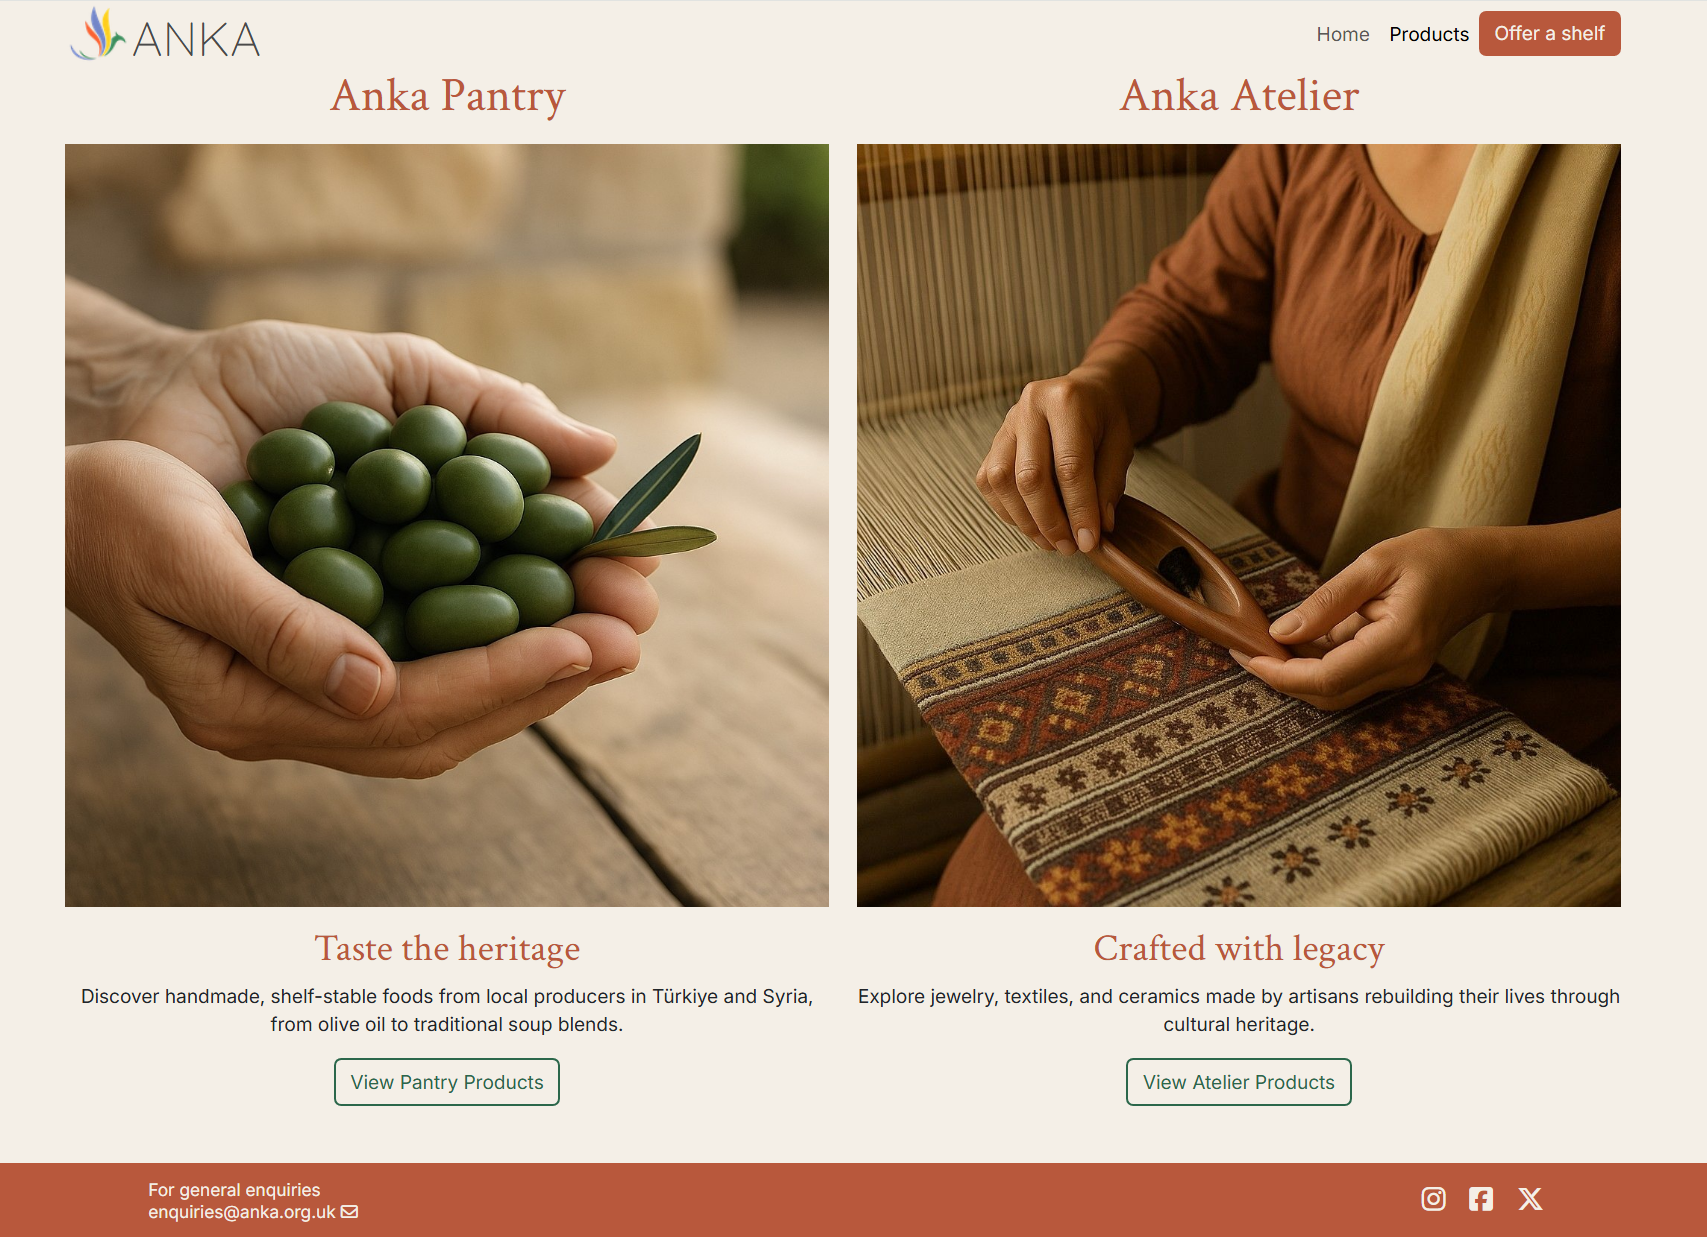 ANKA
Home
Products
Offer a shelf
Anka Pantry
Anka Atelier
Taste the heritage
Discover handmade, shelf-stable foods from local producers in Türkiye and Syria,
from olive oil to traditional soup blends.
View Pantry Products
Crafted with legacy
Explore jewelry, textiles, and ceramics made by artisans rebuilding their lives through
cultural heritage.
View Atelier Products
For general enquiries
enquiries@anka.org.uk